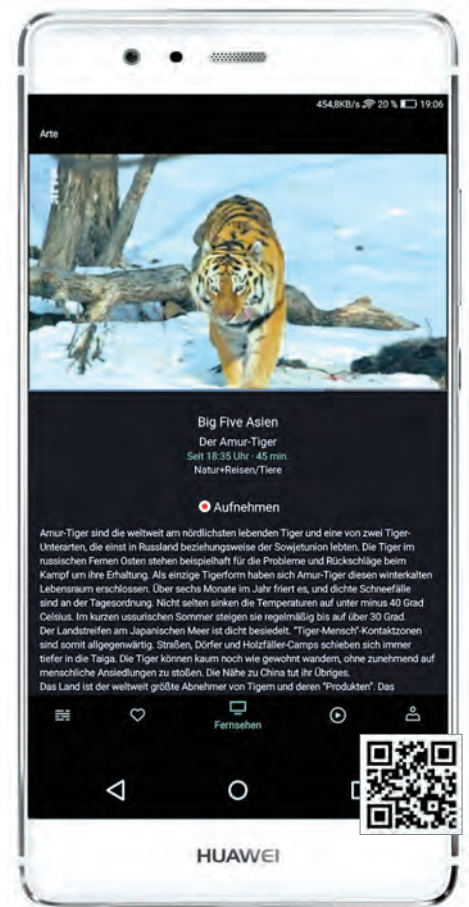 454,8KB/s 20 % 19:06
Arte
arte
Big Five Asien
Der Amur-Tiger
Seit 18:35 Uhr · 45 min.
Natur+Reisen/Tiere
Aufnehmen
Amur-Tiger sind die weltweit am nördlichsten lebenden Tiger und eine von zwei Tiger-
Unterarten, die einst in Russland beziehungsweise der Sowjetunion lebten. Die Tiger im
russischen Fernen Osten stehen beispielhaft für die Probleme und Rückschläge beim
Kampf um ihre Erhaltung. Als einzige Tigerform haben sich Amur-Tiger diesen winterkalten
Lebensraum erschlossen. Über sechs Monate im Jahr friert es, und dichte Schneefälle
sind an der Tagesordnung. Nicht selten sinken die Temperaturen auf unter minus 40 Grad
Celsius. Im kurzen ussurischen Sommer steigen sie regelmäßig bis auf über 30 Grad.
Der Landstreifen am Japanischen Meer ist dicht besiedelt. "Tiger-Mensch"-Kontaktzonen
sind somit allgegenwärtig. Straßen, Dörfer und Holzfäller-Camps schieben sich immer
tiefer in die Taiga. Die Tiger können kaum noch wie gewohnt wandern, ohne zunehmend auf
menschliche Ansiedlungen zu stoßen. Die Nähe zu China tut ihr Übriges.
Das Land ist der weltweit größte Abnehmer von Tigern und deren "Produkten". Das
Fernsehen
HUAWEI